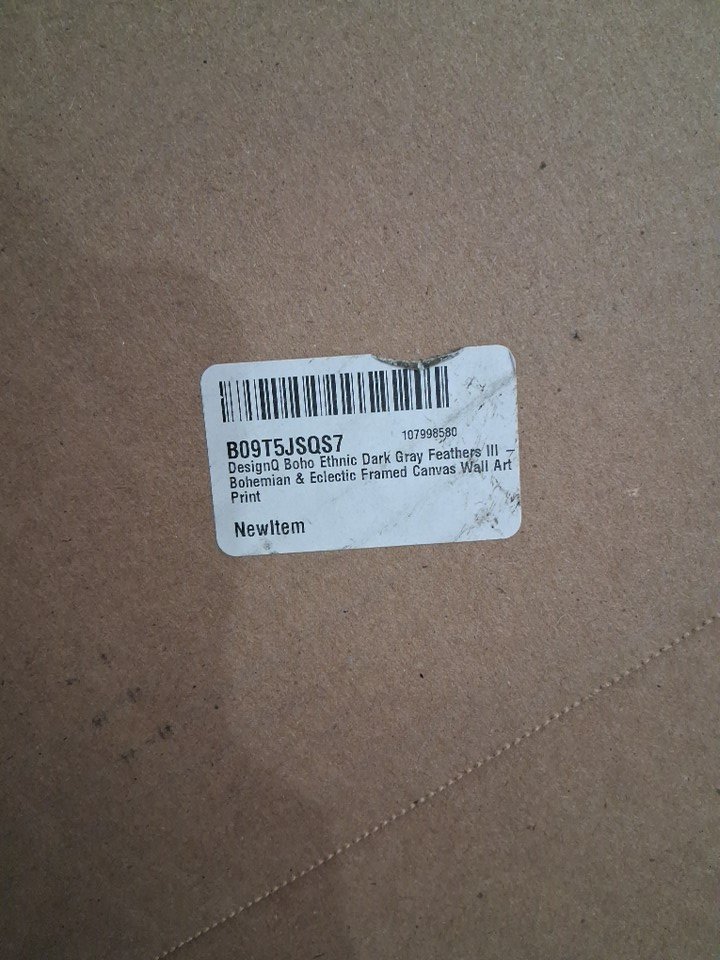 B09T5JSQS7 107998580
DesignQ Boho Ethnic Dark Gray Feathers III -
Bohemian & Eclectic Framed Canvas Wall Art
Print
NewItem